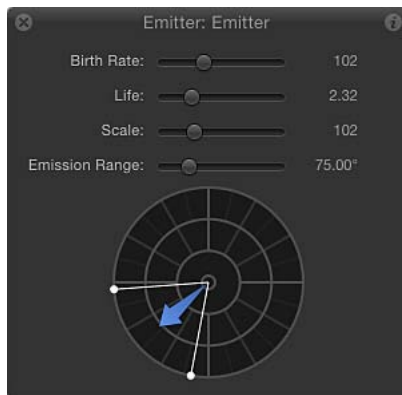 Emitter: Emitter
Birth Rate: 102
Life: 2.32
Scale: 102
Emission Range: 75.00°